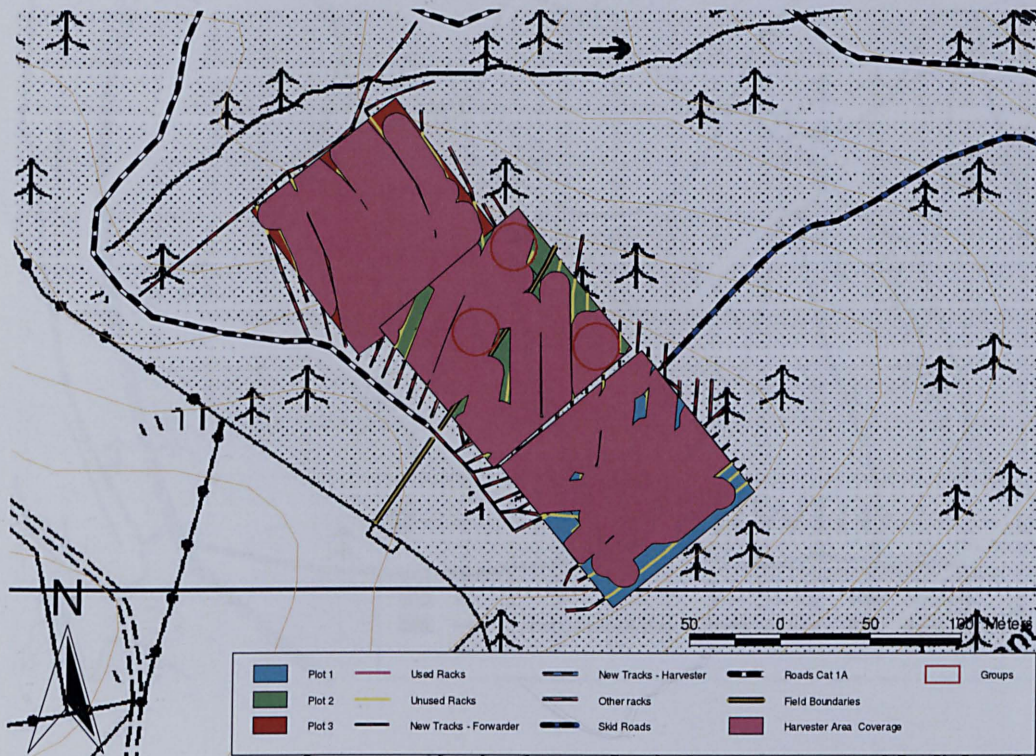 N
50 0 50 100 Meters
Plot 1 Used Racks New Tracks - Harvester Roads Cat 1A Groups
Plot 2 Unused Racks Other racks Field Boundaries
Plot 3 New Tracks - Forwarder Skid Roads Harvester Area Coverage